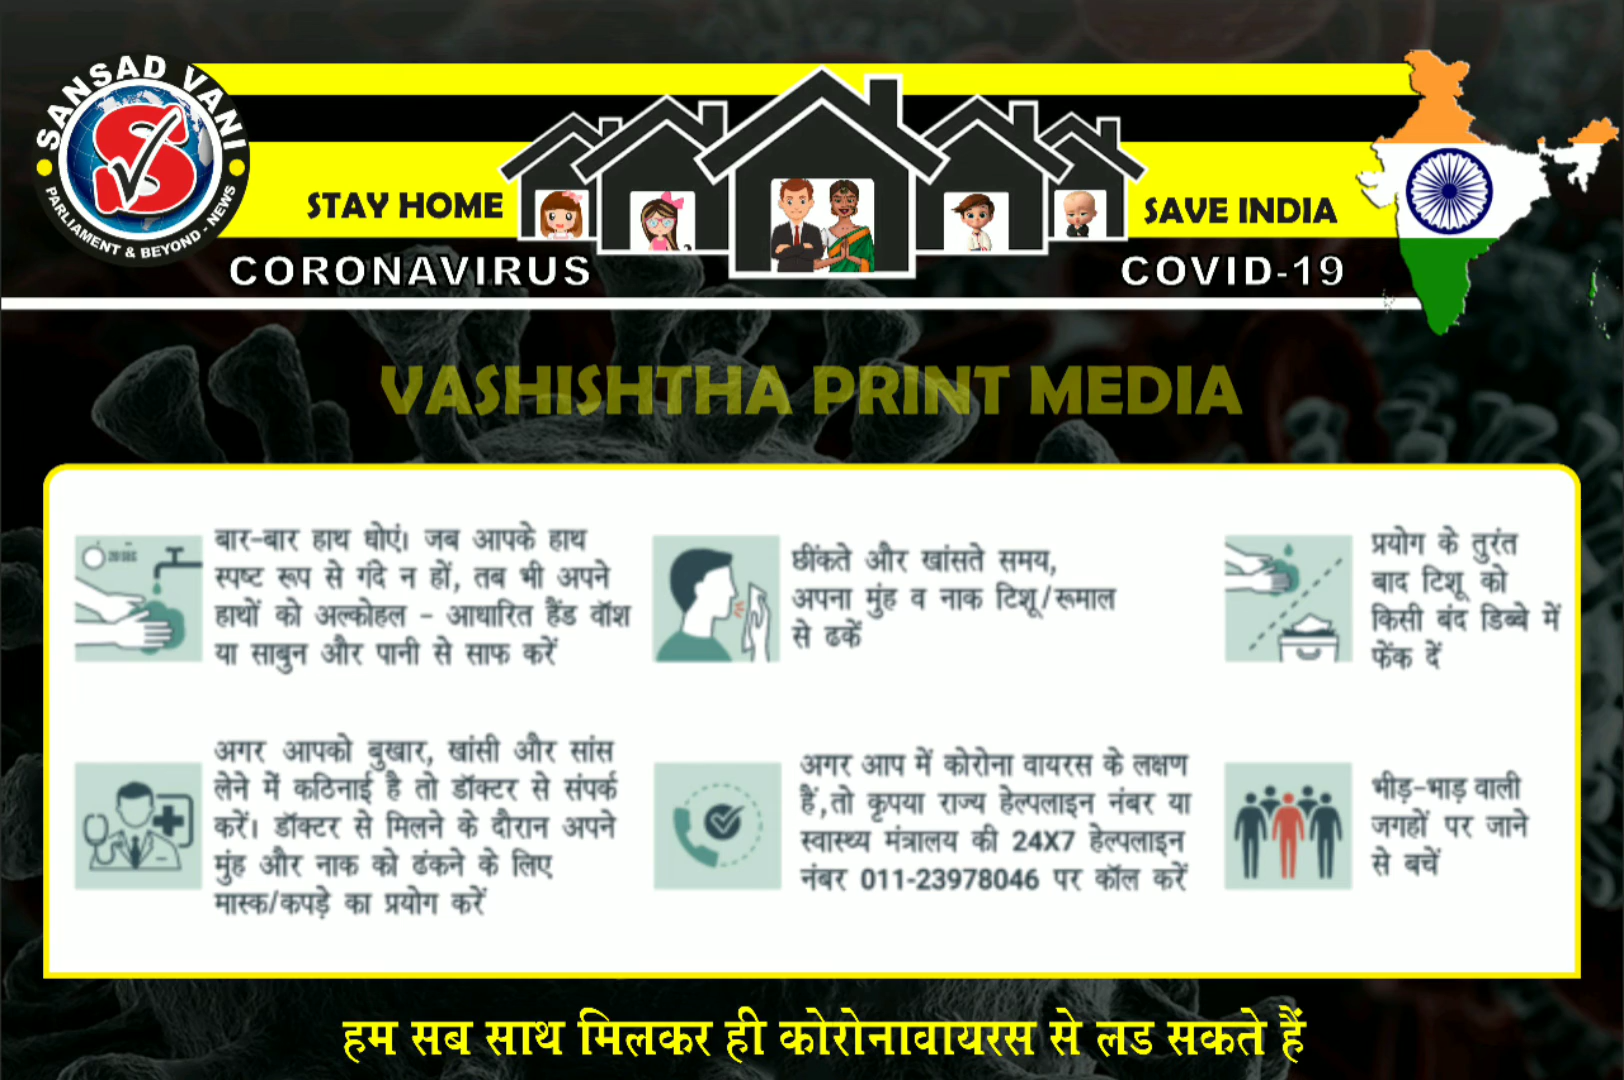 SANSAD VANI
PARLIAMENT & BEYOND - NEWS
STAY HOME
SAVE INDIA
CORONAVIRUS
COVID-19
VASHISHTHA PRINT MEDIA
20 SEC
बार-बार हाथ धोएं। जब आपके हाथ
स्पष्ट रूप से गंदे न हों, तब भी अपने
हाथों को अल्कोहल - आधारित हैंड वॉश
या साबुन और पानी से साफ करें
छींकते और खांसते समय,
अपना मुंह व नाक टिशू/रूमाल
से ढकें
प्रयोग के तुरंत
बाद टिशू को
किसी बंद डिब्बे में
फेंक दें
अगर आपको बुखार, खांसी और सांस
लेने में कठिनाई है तो डॉक्टर से संपर्क
करें। डॉक्टर से मिलने के दौरान अपने
मुंह और नाक को ढंकने के लिए
मास्क/कपड़े का प्रयोग करें
अगर आप में कोरोना वायरस के लक्षण
हैं,तो कृपया राज्य हेल्पलाइन नंबर या
स्वास्थ्य मंत्रालय की 24X7 हेल्पलाइन
नंबर 011-23978046 पर कॉल करें
भीड़-भाड़ वाली
जगहों पर जाने
से बचें
हम सब साथ मिलकर ही कोरोनावायरस से लड सकते हैं